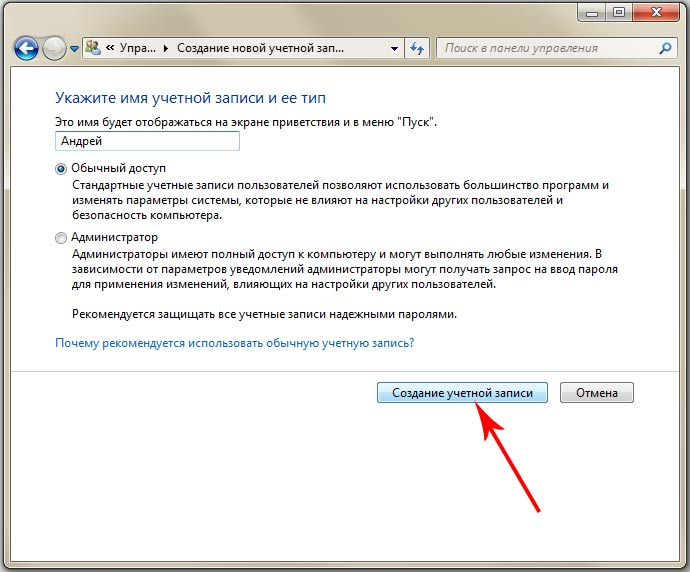 « Упра... Создание новой учетной зап...
Поиск в панели управления
Укажите имя учетной записи и ее тип
Это имя будет отображаться на экране приветствия и в меню "Пуск".
Андрей
Обычный доступ
Стандартные учетные записи пользователей позволяют использовать большинство программ и
изменять параметры системы, которые не влияют на настройки других пользователей и
безопасность компьютера.
Администратор
Администраторы имеют полный доступ к компьютеру и могут выполнять любые изменения. В
зависимости от параметров уведомлений администраторы могут получать запрос на ввод пароля
для применения изменений, влияющих на настройки других пользователей.
Рекомендуется защищать все учетные записи надежными паролями.
Почему рекомендуется использовать обычную учетную запись?
Создание учетной записи
Отмена